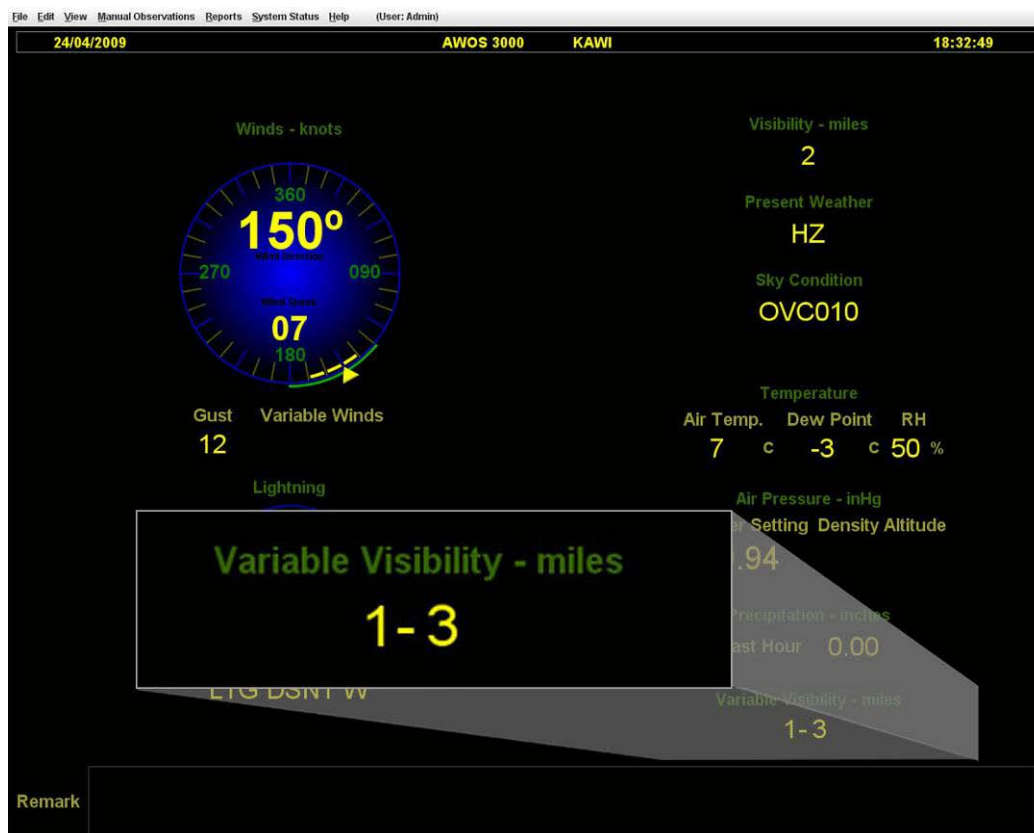 File Edit View Manual Observations Reports System Status Help (User: Admin)
24/04/2009 AWOS 3000 KAWI 18:32:49
Winds - knots
360
150º
Wind Direction
270 090
Wind Speed
07
180
Gust Variable Winds
12
Lightning
LTG DSNT W
Visibility - miles
2
Present Weather
HZ
Sky Condition
OVC010
Temperature
Air Temp. Dew Point RH
7 C -3 C 50 %
Air Pressure - inHg
Setting Density Altitude
.94
Precipitation - inches
Hour 0.00
Variable Visibility - miles
1- 3
Variable Visibility - miles
1- 3
Remark